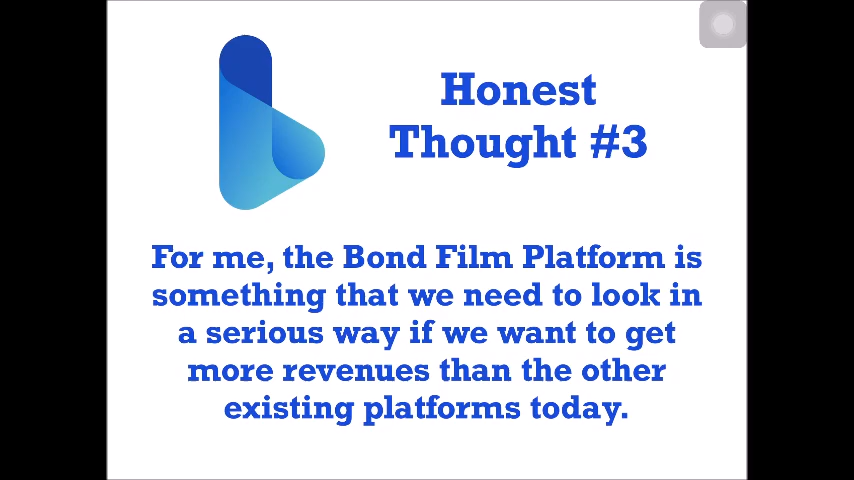 Honest
Thought #3
For me, the Bond Film Platform is
something that we need to look in
a serious way if we want to get
more revenues than the other
existing platforms today.